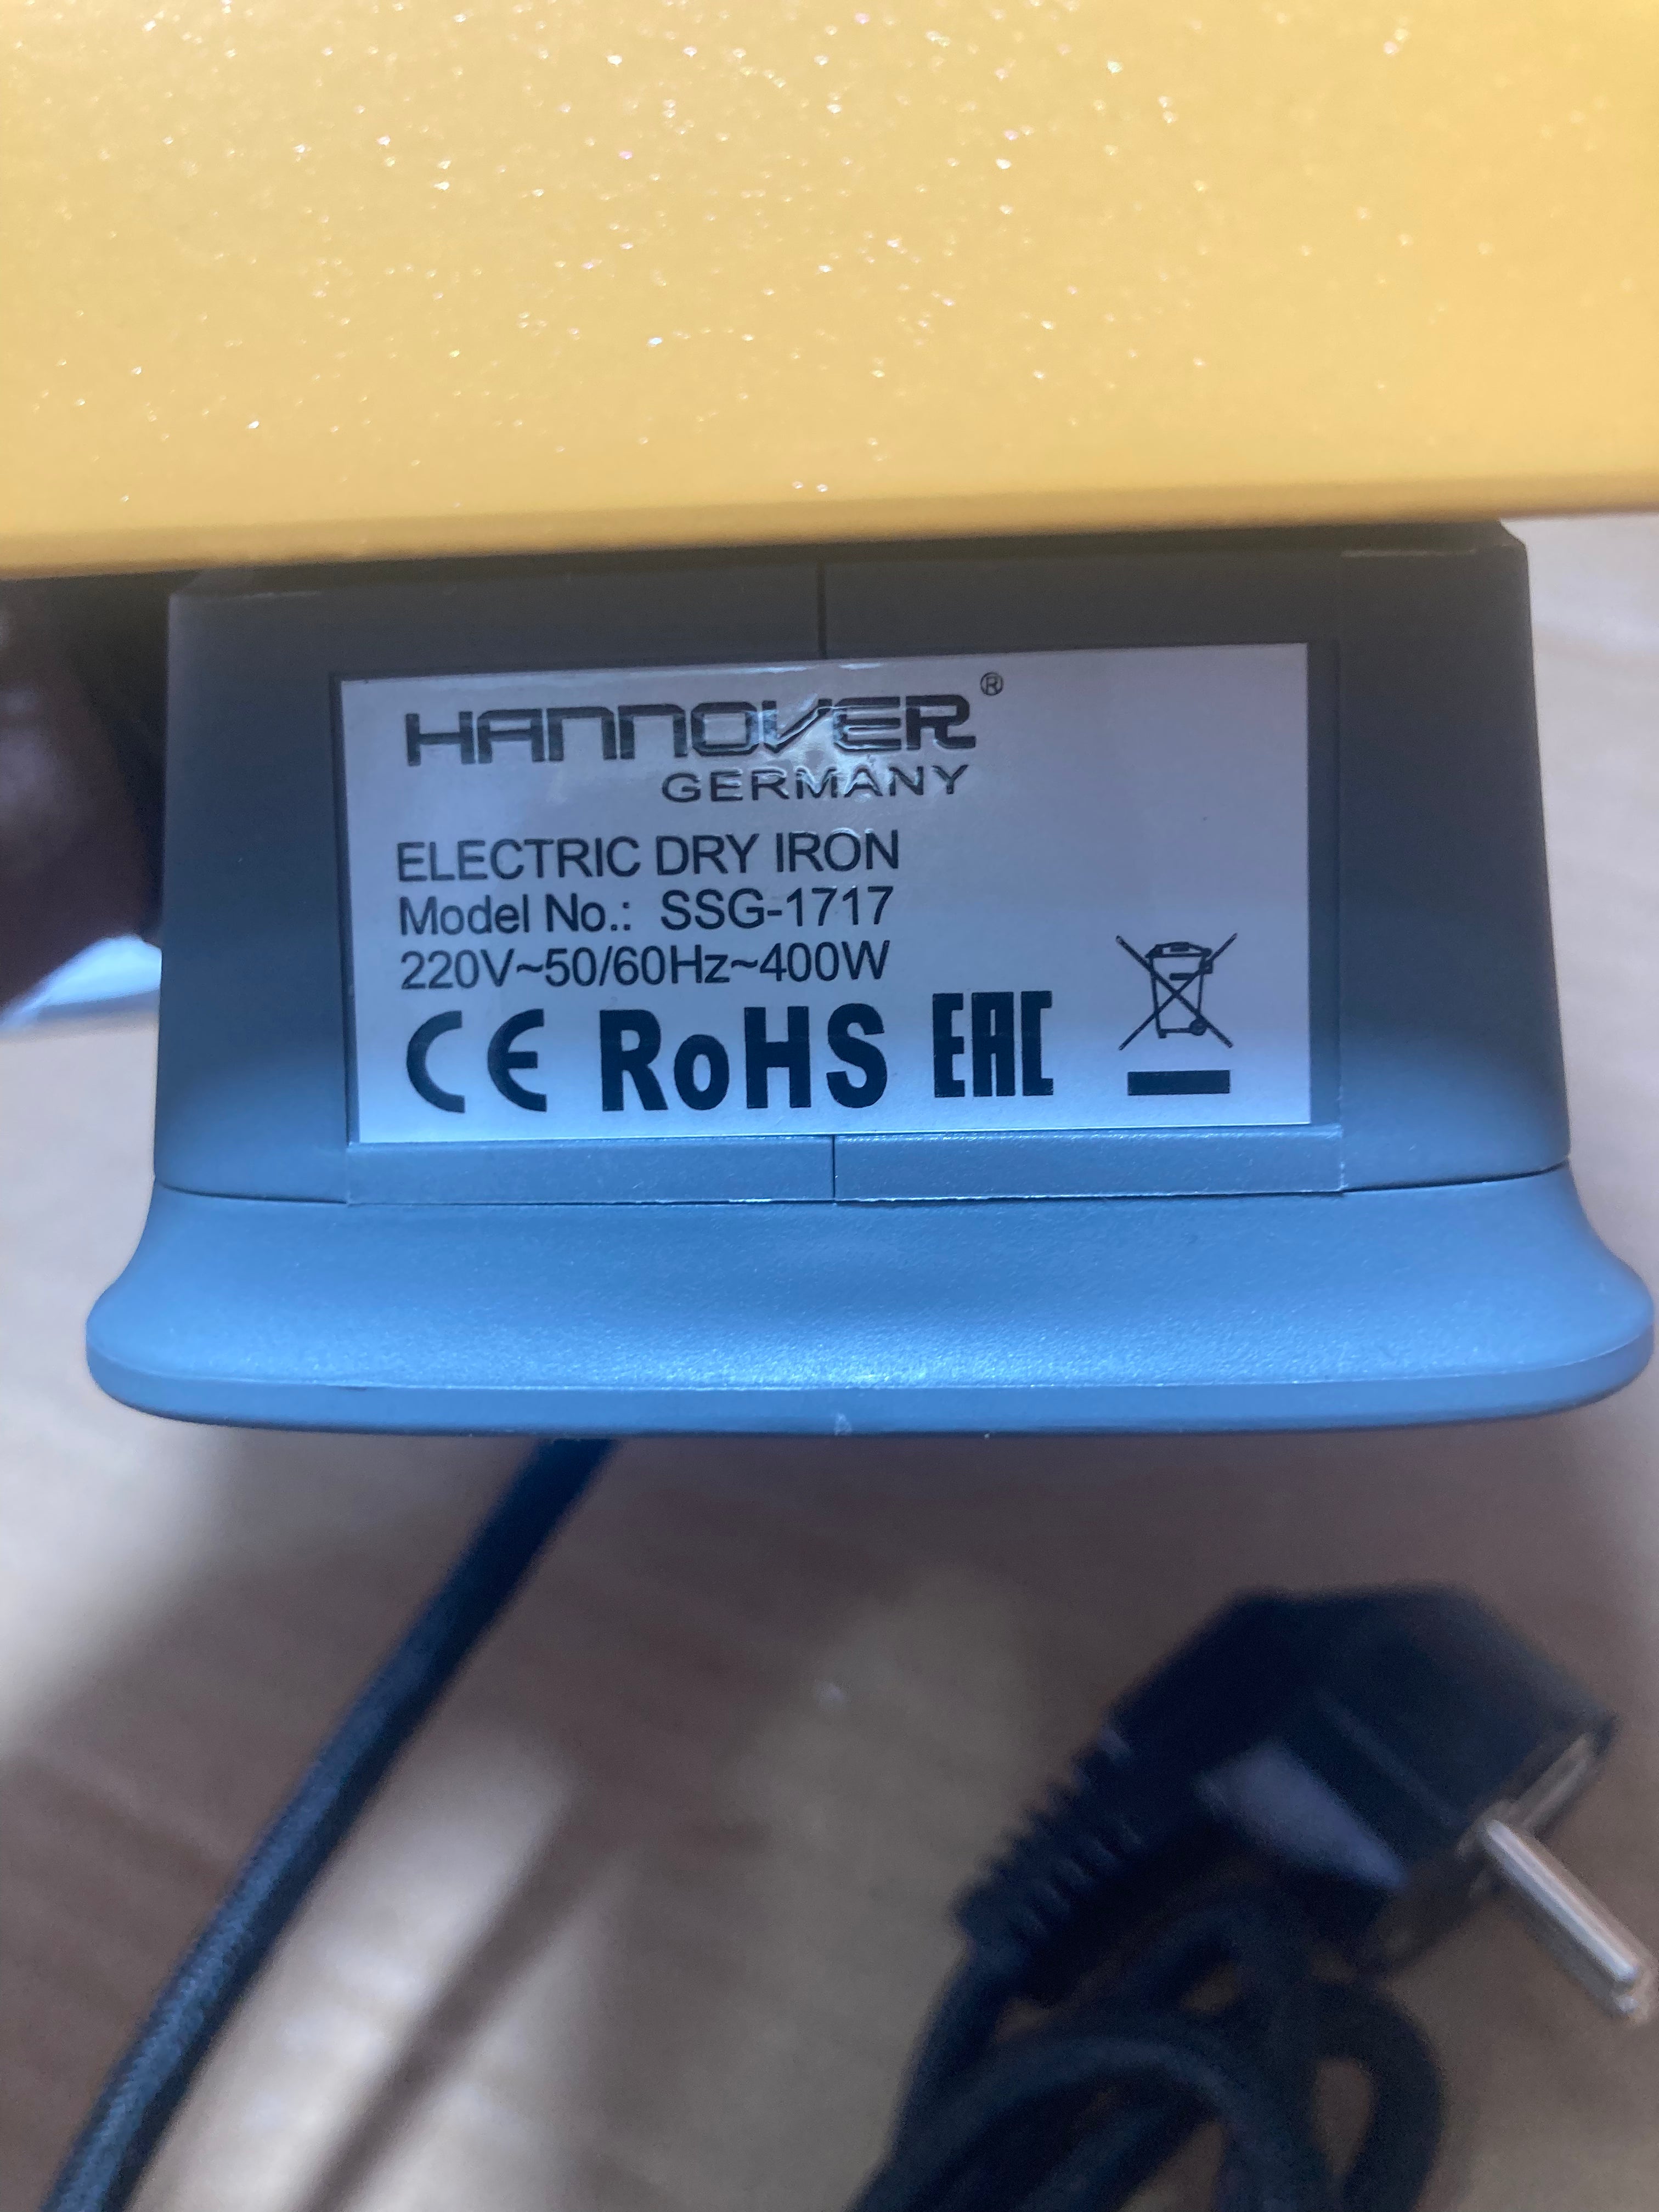 HANNOVER®
GERMANY
ELECTRIC DRY IRON
Model No.: SSG-1717
220V~50/60Hz~400W
CE RoHS EAC